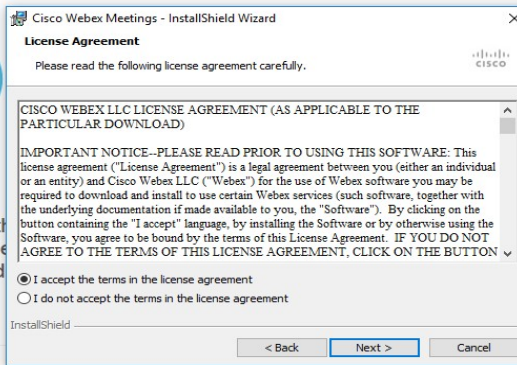 Cisco Webex Meetings - InstallShield Wizard
License Agreement
Please read the following license agreement carefully.
CISCO
CISCO WEBEX LLC LICENSE AGREEMENT (AS APPLICABLE TO THE
PARTICULAR DOWNLOAD)
IMPORTANT NOTICE--PLEASE READ PRIOR TO USING THIS SOFTWARE: This
license agreement ("License Agreement") is a legal agreement between you (either an individual
or an entity) and Cisco Webex LLC ("Webex") for the use of Webex software you may be
required to download and install to use certain Webex services (such software, together with
the underlying documentation if made available to you, the "Software"). By clicking on the
button containing the "I accept" language, by installing the Software or by otherwise using the
Software, you agree to be bound by the terms of this License Agreement. IF YOU DO NOT
AGREE TO THE TERMS OF THIS LICENSE AGREEMENT, CLICK ON THE BUTTON
I accept the terms in the license agreement
I do not accept the terms in the license agreement
InstallShield
< Back
Next >
Cancel